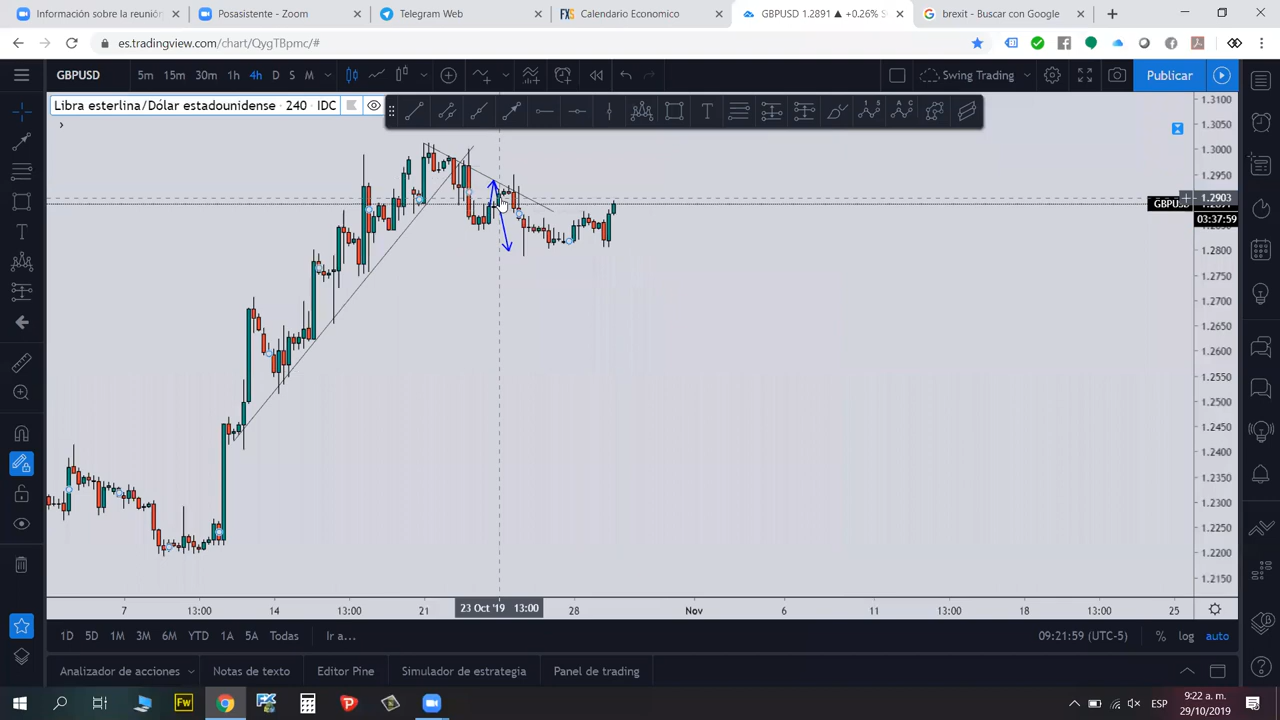 Información sobre la reunión
Posasistente - Zoom
Telegram Web
Calendario Economico
GBPUSD 1.2891 ▲ +0.26%
brexit - Buscar con Google
es.tradingview.com/chart/QygTBpmc/#
GBPUSD 5m 15m 30m 1h 4h D S M Swing Trading Publicar
Libra esterlina/Dólar estadounidense · 240 · IDC
1.3100
1.3050
1.3000
1.2950
1.2903
03:37:59
1.2800
1.2750
1.2700
1.2650
1.2600
1.2550
1.2500
1.2450
1.2400
1.2350
1.2300
1.2250
1.2200
1.2150
7 13:00 14 13:00 21 23 Oct '19 13:00 28 Nov 6 11 13:00 18 13:00 25
1D 5D 1M 3M 6M YTD 1A 5A Todas Ir a... 09:21:59 (UTC-5) % log auto
Analizador de acciones Notas de texto Editor Pine Simulador de estrategia Panel de trading
ESP 9:22 a. m.
29/10/2019